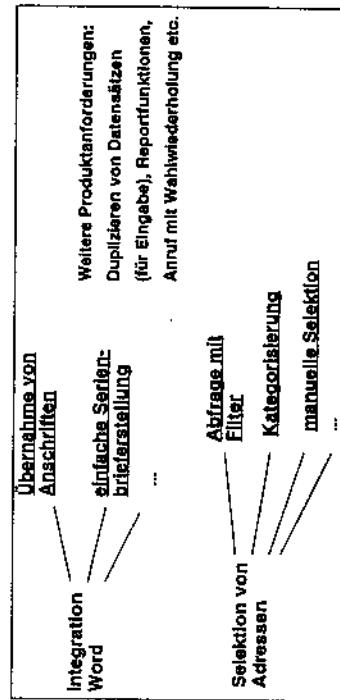 Integration
Word
Übernahme von
Anschriften
einfache Serien-
brieferstellung
...
Weitere Produktanforderungen:
Duplizieren von Datensätzen
(für Eingabe), Reportfunktionen,
Anruf mit Wahlwiederholung etc.
Selektion von
Adressen
Abfrage mit
Filter
Kategorisierung
manuelle Selektion
...